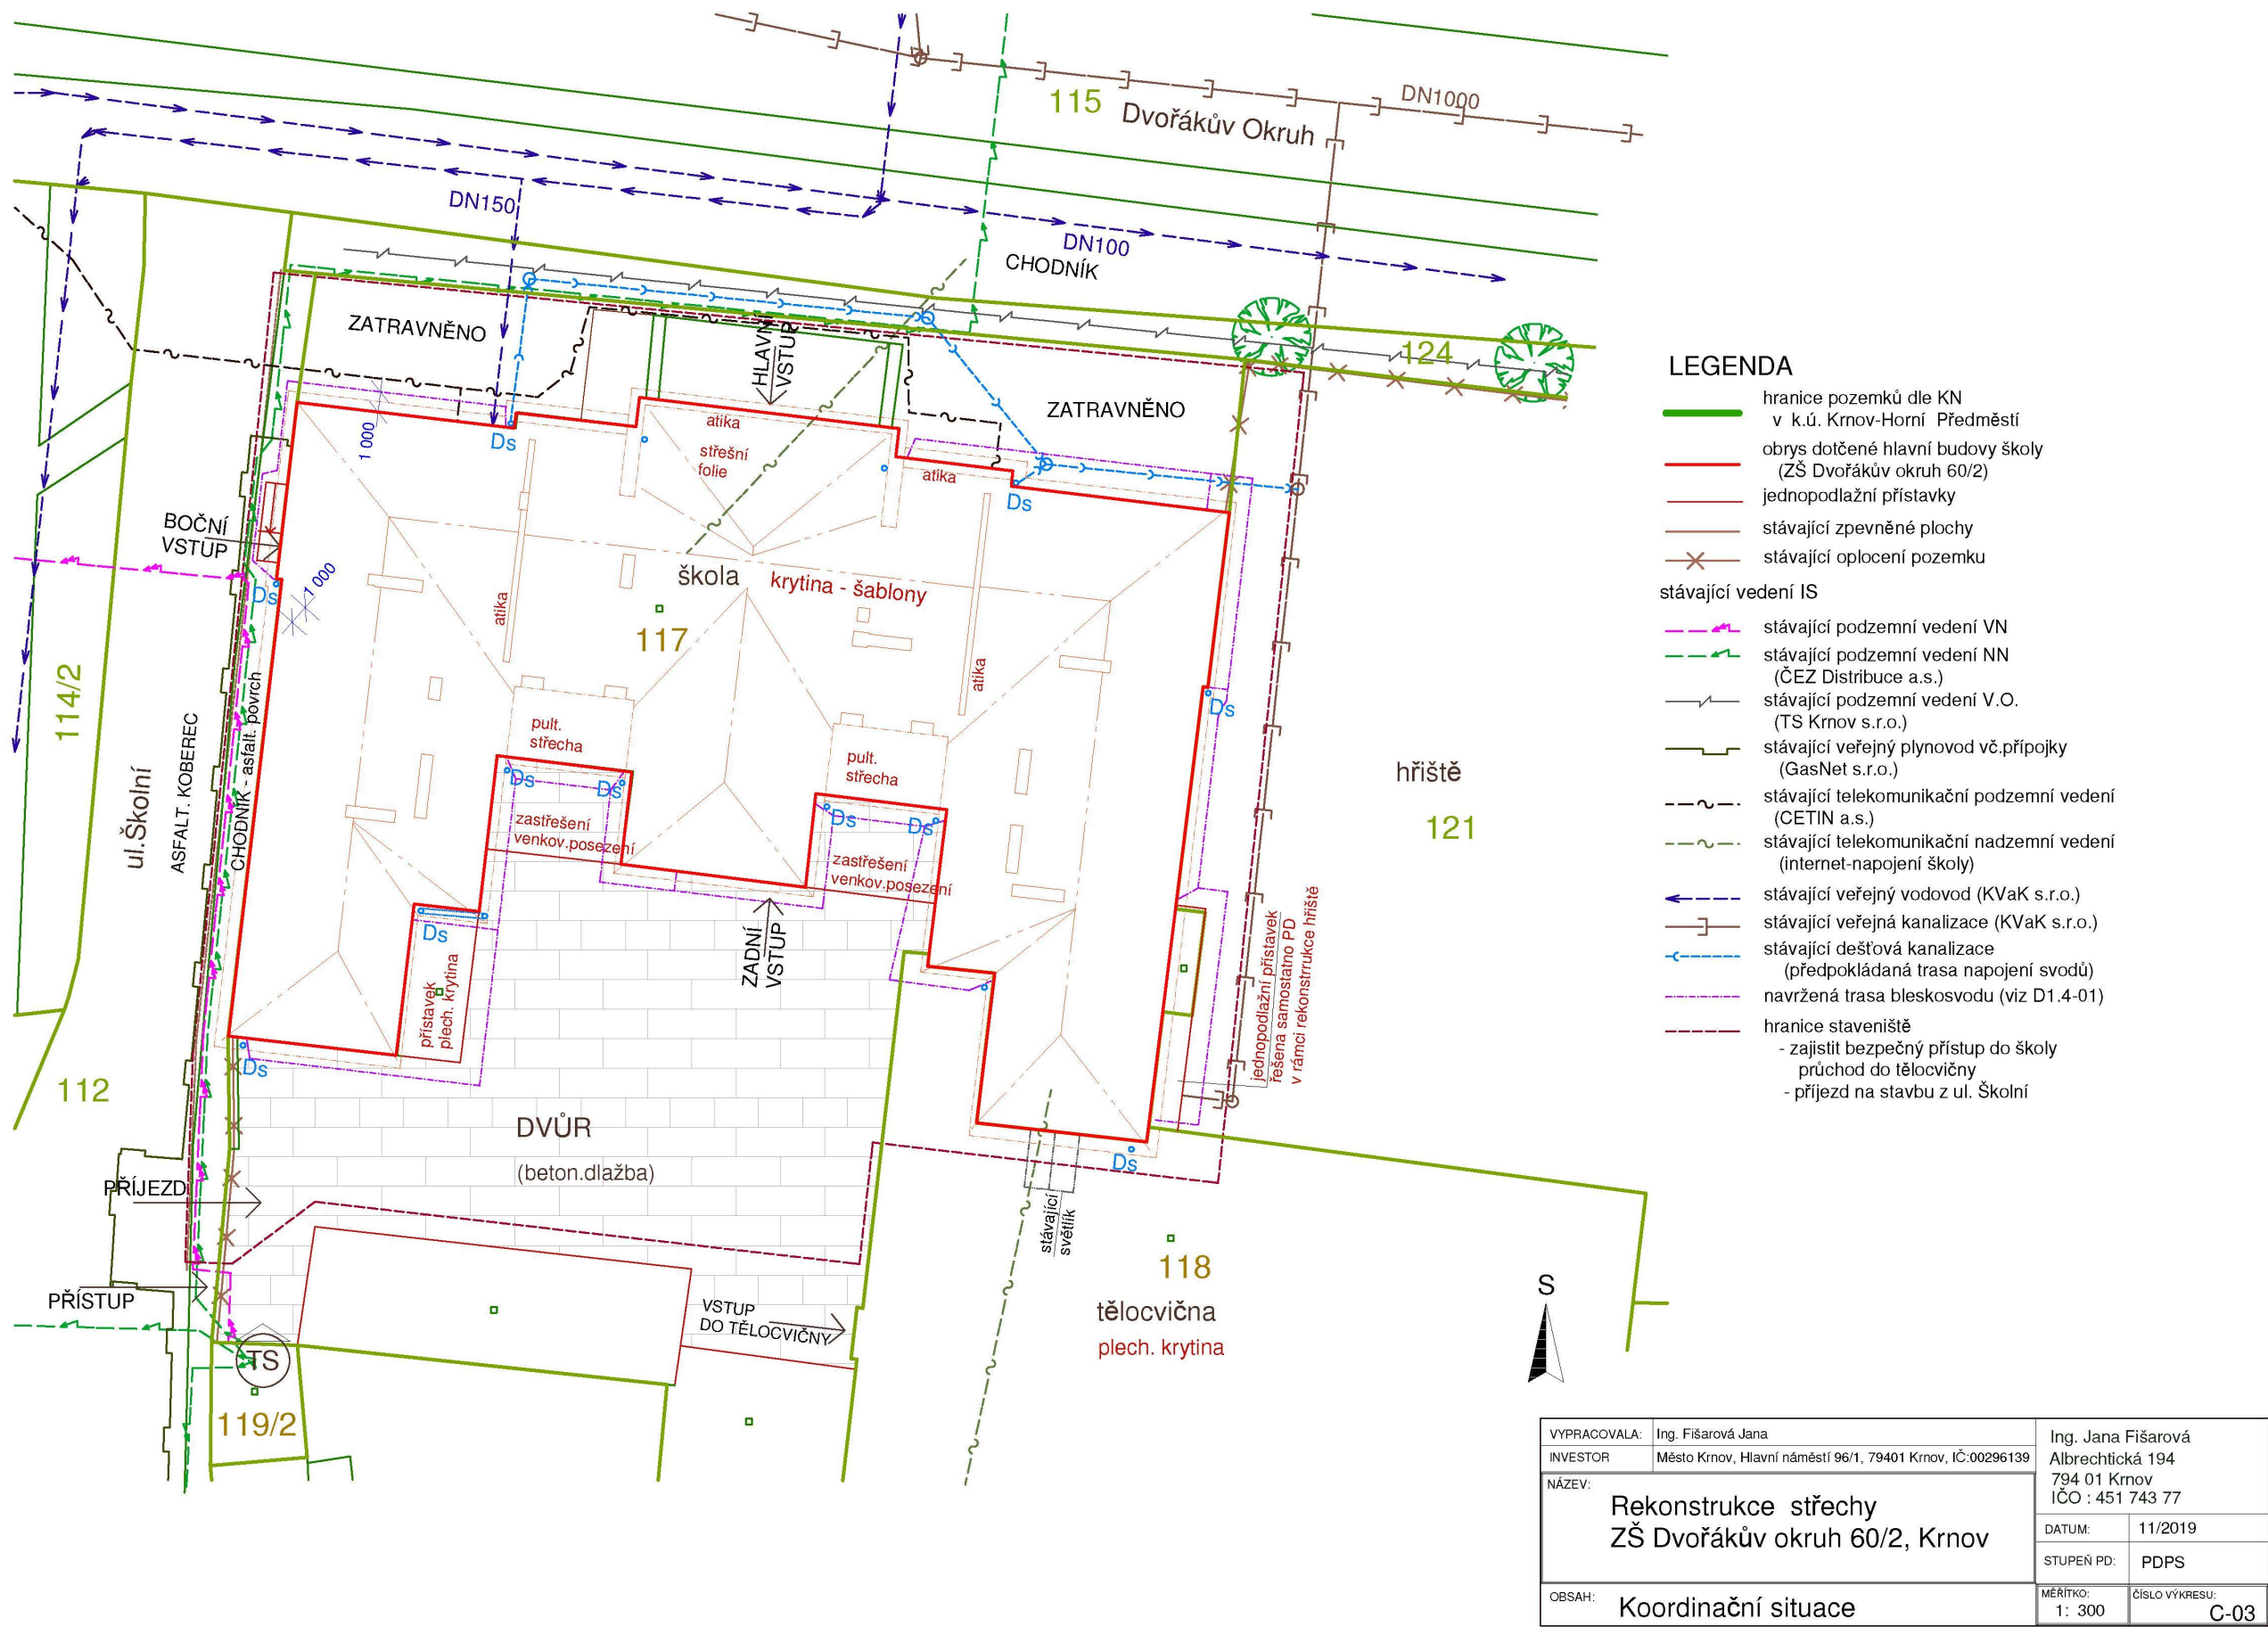 115
Dvořákův Okruh
DN1000
DN150
DN100
CHODNÍK
ZATRAVNĚNO
HLAVNÍ
VSTUP
ZATRAVNĚNO
124
1 000
Ds
atika
střešní
folie
atika
Ds
BOČNÍ
VSTUP
Ds
1 000
škola
krytina - šablony
117
atika
atika
114/2
ul.Školní
ASFALT. KOBEREC
CHODNÍK - asfalt. povrch
pult.
střecha
pult.
střecha
Ds
Ds
Ds
Ds
Ds
zastřešení
venkov.posezení
zastřešení
venkov.posezení
hřiště
121
Ds
přístavek
plech. krytina
ZADNÍ
VSTUP
jednopodlažní přístavek
řešena samostatno PD
v rámci rekonstrrukce hřiště
Ds
112
DVŮR
(beton.dlažba)
Ds
PŘÍJEZD
stávající
světlík
PŘÍSTUP
VSTUP
DO TĚLOCVIČNY
118
tělocvična
plech. krytina
TS
119/2
S
LEGENDA
hranice pozemků dle KN
v k.ú. Krnov-Horní Předměstí
obrys dotčené hlavní budovy školy
(ZŠ Dvořákův okruh 60/2)
jednopodlažní přístavky
stávající zpevněné plochy
stávající oplocení pozemku
stávající vedení IS
stávající podzemní vedení VN
stávající podzemní vedení NN
(ČEZ Distribuce a.s.)
stávající podzemní vedení V.O.
(TS Krnov s.r.o.)
stávající veřejný plynovod vč.přípojky
(GasNet s.r.o.)
stávající telekomunikační podzemní vedení
(CETIN a.s.)
stávající telekomunikační nadzemní vedení
(internet-napojení školy)
stávající veřejný vodovod (KVaK s.r.o.)
stávající veřejná kanalizace (KVaK s.r.o.)
stávající dešťová kanalizace
(předpokládaná trasa napojení svodů)
navržená trasa bleskosvodu (viz D1.4-01)
hranice staveniště
- zajistit bezpečný přístup do školy
průchod do tělocvičny
- příjezd na stavbu z ul. Školní
VYPRACOVALA: Ing. Fišarová Jana
INVESTOR Město Krnov, Hlavní náměstí 96/1, 79401 Krnov, IČ:00296139
NÁZEV:
Rekonstrukce střechy
ZŠ Dvořákův okruh 60/2, Krnov
OBSAH: Koordinační situace
Ing. Jana Fišarová
Albrechtická 194
794 01 Krnov
IČO : 451 743 77
DATUM: 11/2019
STUPEŇ PD: PDPS
MĚŘÍTKO:
1: 300
ČÍSLO VÝKRESU:
C-03